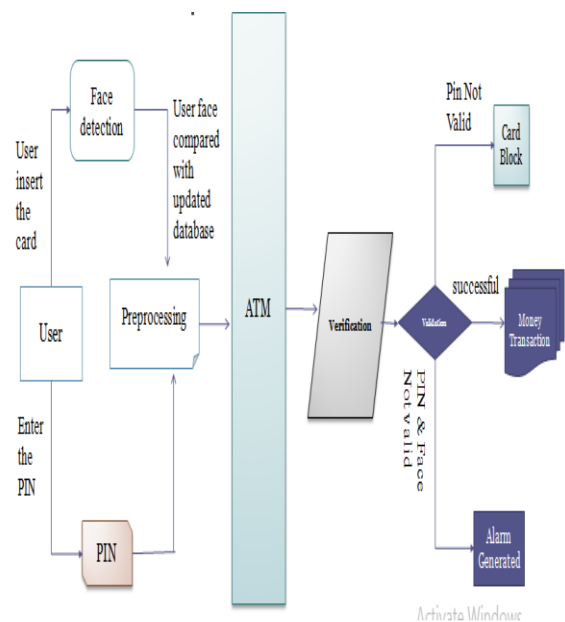 Face
detection
User
insert
the
card
User face
compared
with
updated
database
User
Preprocessing
Enter
the
PIN
PIN
ATM
Verification
Validation
Pin Not
Valid
Card
Block
successful
Money
Transaction
PIN & Face
Not valid
Alarm
Generated
Activate Windows